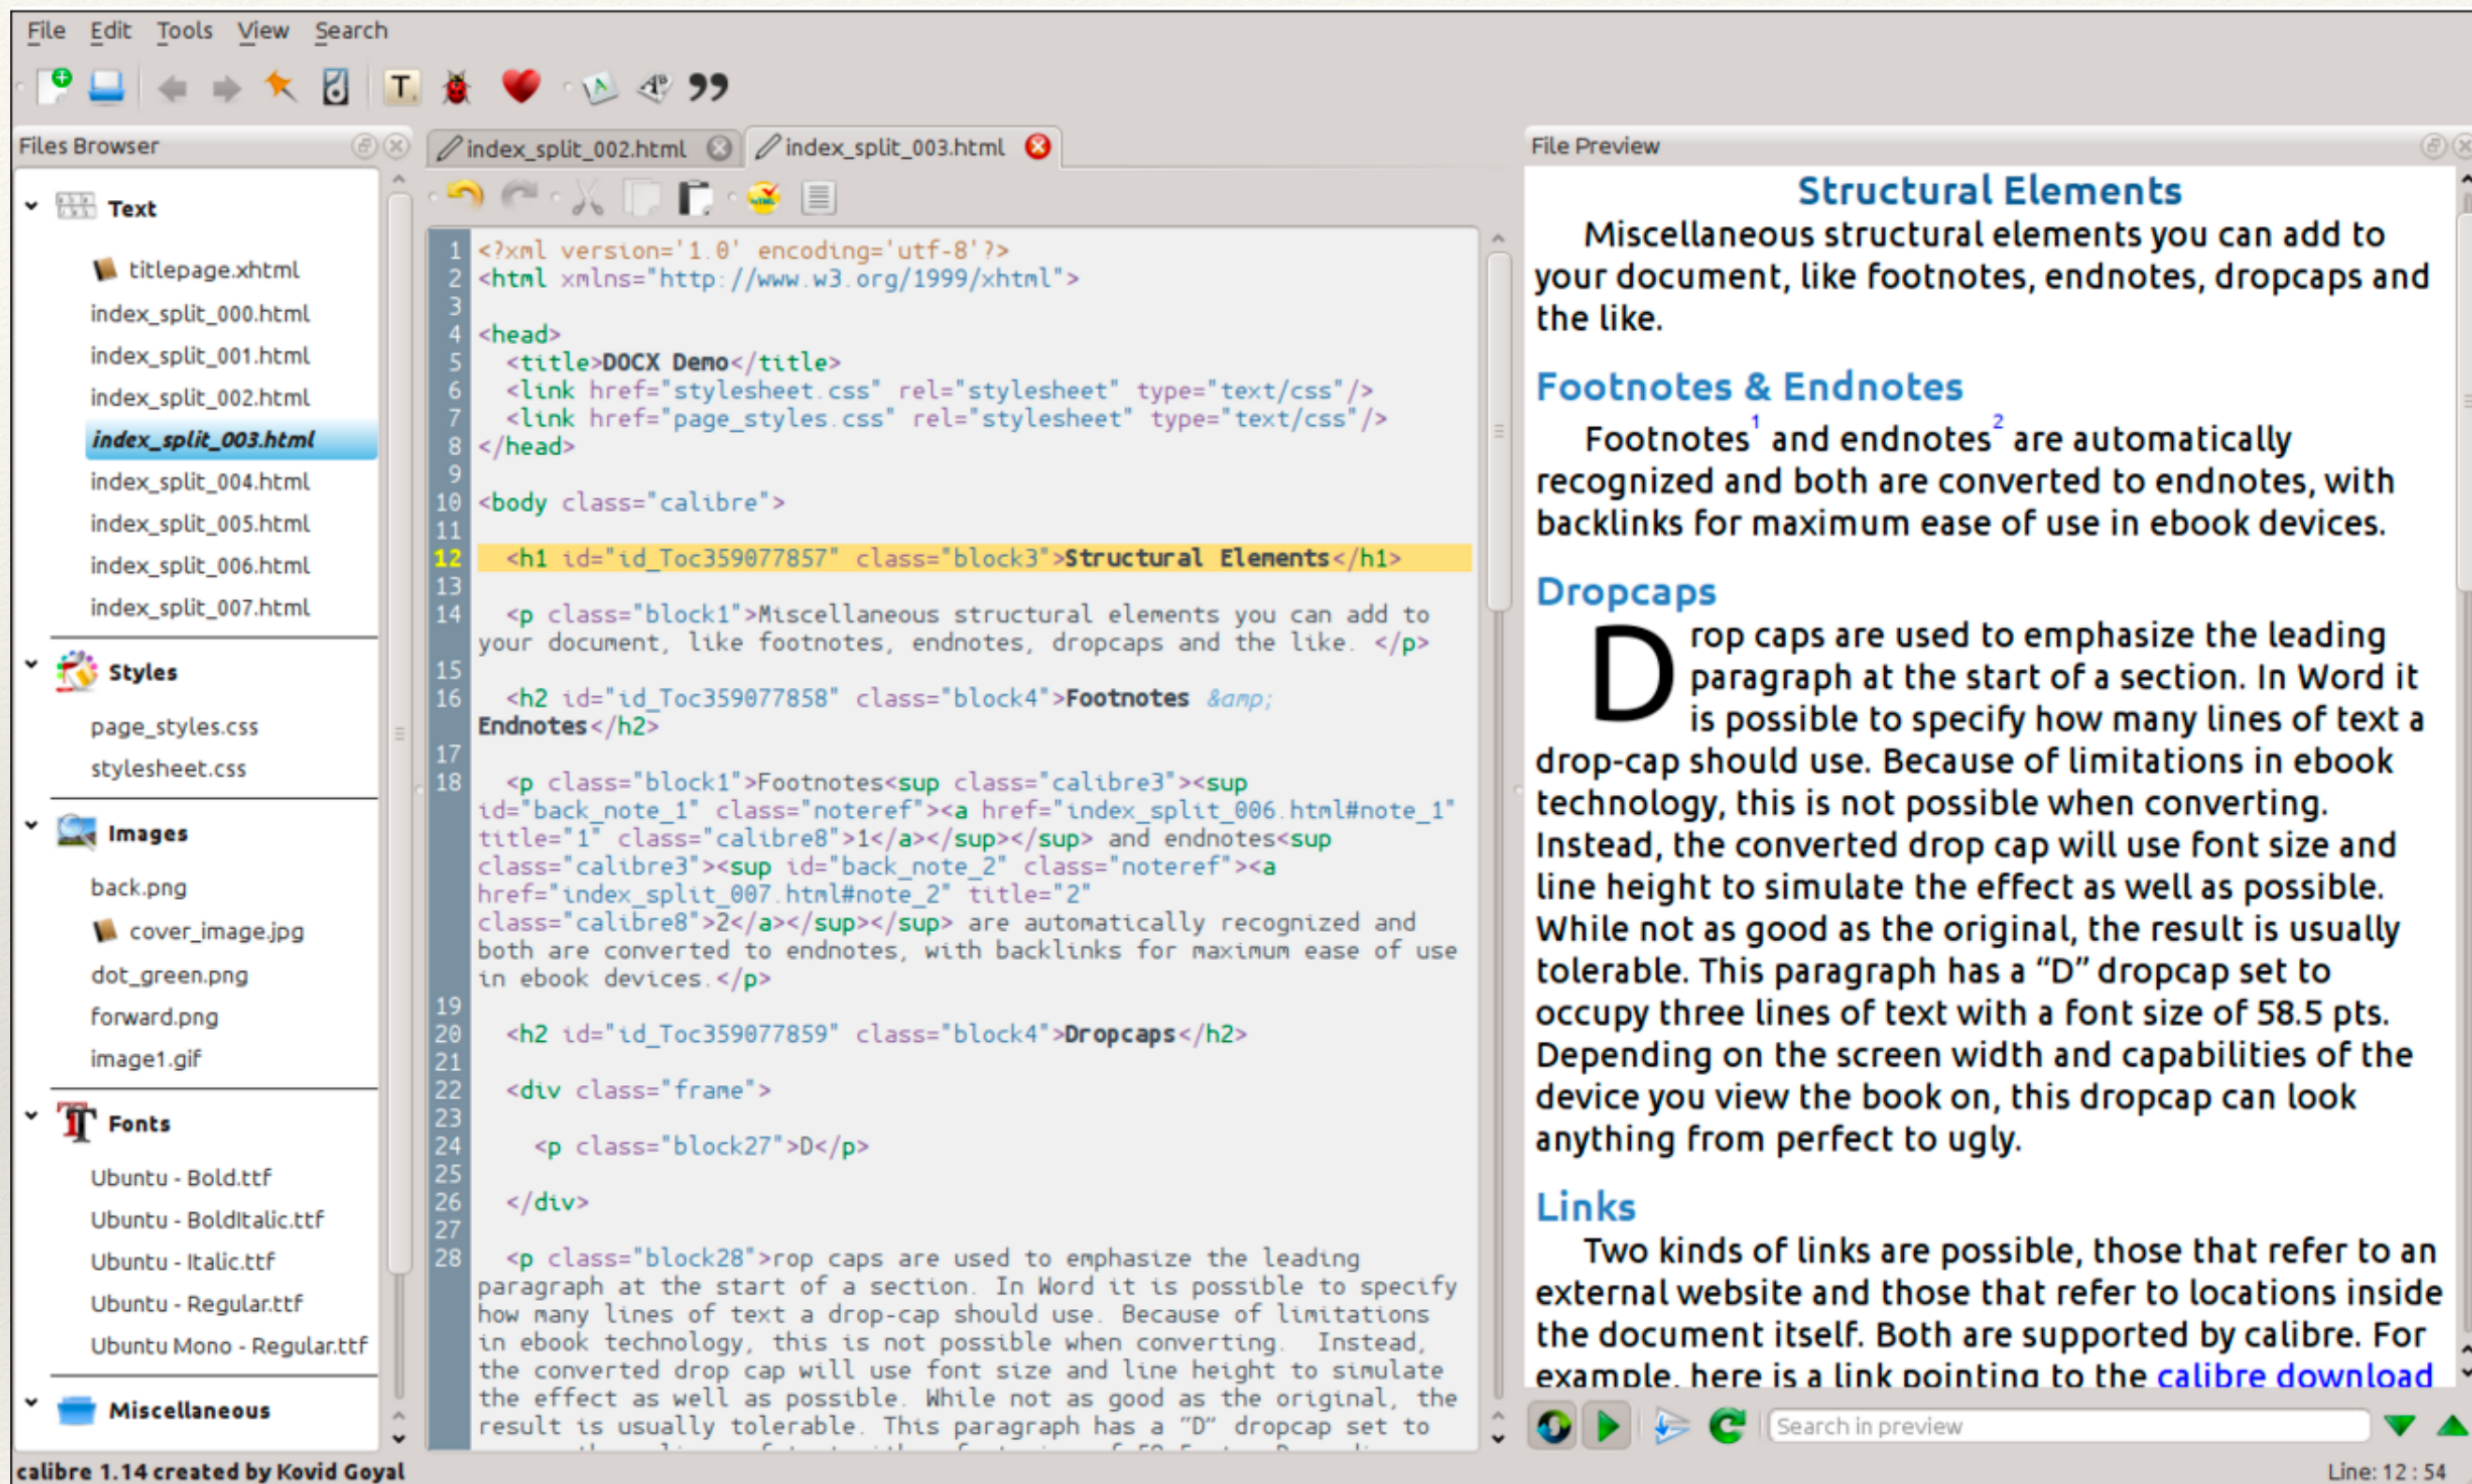 File Edit Tools View Search
T
Files Browser
Text
titlepage.xhtml
index_split_000.html
index_split_001.html
index_split_002.html
index_split_003.html
index_split_004.html
index_split_005.html
index_split_006.html
index_split_007.html
Styles
page_styles.css
stylesheet.css
Images
back.png
cover_image.jpg
dot_green.png
forward.png
image1.gif
Fonts
Ubuntu - Bold.ttf
Ubuntu - BoldItalic.ttf
Ubuntu - Italic.ttf
Ubuntu - Regular.ttf
Ubuntu Mono - Regular.ttf
Miscellaneous
index_split_002.html index_split_003.html
1 <?xml version='1.0' encoding='utf-8'?>
2 <html xmlns="http://www.w3.org/1999/xhtml">
3
4 <head>
5 <title>DOCX Demo</title>
6 <link href="stylesheet.css" rel="stylesheet" type="text/css"/>
7 <link href="page_styles.css" rel="stylesheet" type="text/css"/>
8 </head>
9
10 <body class="calibre">
11
12 <h1 id="id_Toc359077857" class="block3">Structural Elements</h1>
13
14 <p class="block1">Miscellaneous structural elements you can add to
your document, like footnotes, endnotes, dropcaps and the like. </p>
15
16 <h2 id="id_Toc359077858" class="block4">Footnotes &amp;
Endnotes</h2>
17
18 <p class="block1">Footnotes<sup class="calibre3"><sup
id="back_note_1" class="noteref"><a href="index_split_006.html#note_1"
title="1" class="calibre8">1</a></sup></sup> and endnotes<sup
class="calibre3"><sup id="back_note_2" class="noteref"><a
href="index_split_007.html#note_2" title="2"
class="calibre8">2</a></sup></sup> are automatically recognized and
both are converted to endnotes, with backlinks for maximum ease of use
in ebook devices.</p>
19
20 <h2 id="id_Toc359077859" class="block4">Dropcaps</h2>
21
22 <div class="frame">
23
24 <p class="block27">D</p>
25
26 </div>
27
28 <p class="block28">rop caps are used to emphasize the leading
paragraph at the start of a section. In Word it is possible to specify
how many lines of text a drop-cap should use. Because of limitations
in ebook technology, this is not possible when converting.  Instead,
the converted drop cap will use font size and line height to simulate
the effect as well as possible. While not as good as the original, the
result is usually tolerable. This paragraph has a “D” dropcap set to
File Preview
Structural Elements
Miscellaneous structural elements you can add to
your document, like footnotes, endnotes, dropcaps and
the like.
Footnotes & Endnotes
Footnotes1 and endnotes2 are automatically
recognized and both are converted to endnotes, with
backlinks for maximum ease of use in ebook devices.
Dropcaps
Drop caps are used to emphasize the leading
paragraph at the start of a section. In Word it
is possible to specify how many lines of text a
drop-cap should use. Because of limitations in ebook
technology, this is not possible when converting.
Instead, the converted drop cap will use font size and
line height to simulate the effect as well as possible.
While not as good as the original, the result is usually
tolerable. This paragraph has a “D” dropcap set to
occupy three lines of text with a font size of 58.5 pts.
Depending on the screen width and capabilities of the
device you view the book on, this dropcap can look
anything from perfect to ugly.
Links
Two kinds of links are possible, those that refer to an
external website and those that refer to locations inside
the document itself. Both are supported by calibre. For
example, here is a link pointing to the calibre download
Search in preview
calibre 1.14 created by Kovid Goyal
Line: 12 : 54